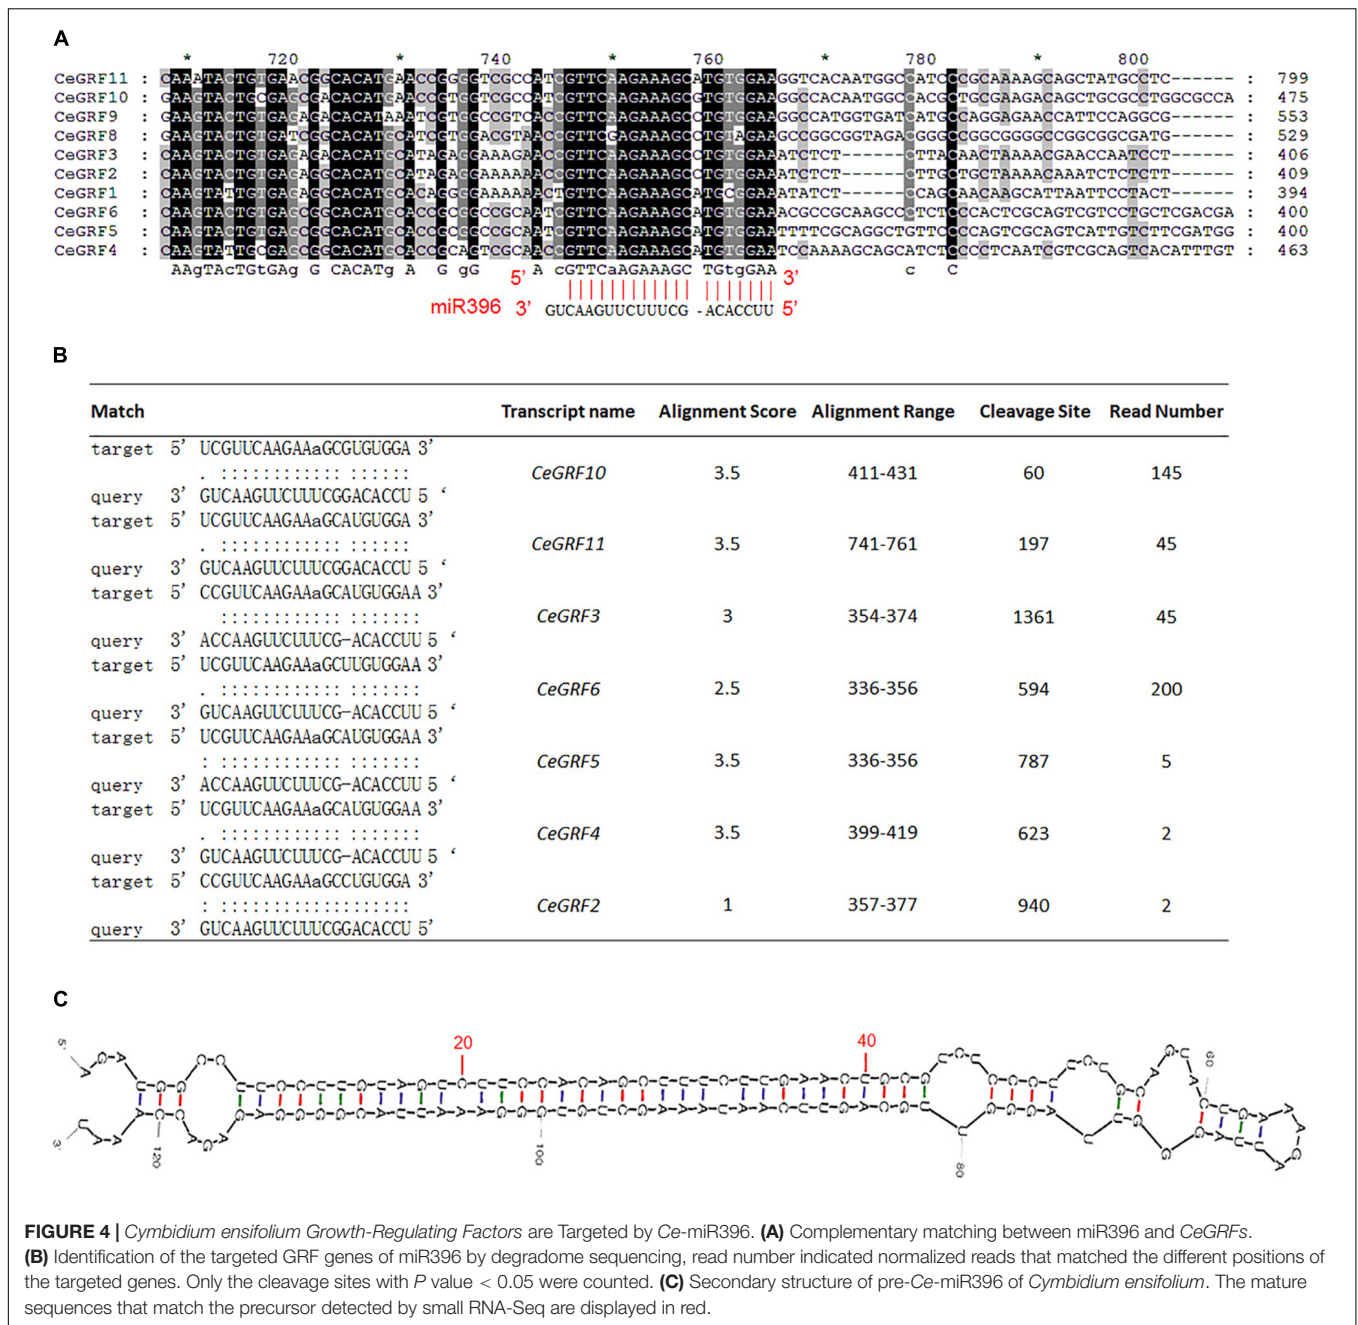 A
* 720 * 740 * 760 * 780 * 800
CeGRF11 : CAAATACTGTGAACGGCACATGAACCGGGGTCGCCATCGTTCAAGAAAGCATGTGGAAGGTCACAATGGCCATCCCGCAAAAGCAGCTATGCCTC------ : 799
CeGRF10 : GAAGTACTGCGAGCGACACATGAACCGTGGTCGCCATCGTTCAAGAAAGCGTGTGGAAGGCCACAATGGCCACGCTGCGAAGACAGCTGCGCCTGGCGCCA : 475
CeGRF9 : GAAGTACTGTGAGAGACACATAAATCGTGGCCGTCACCGTTCAAGAAAGCCTGTGGAAGGCCATGGTGATCATGCCAGGAGAACCATTCCAGGCG------ : 553
CeGRF8 : GAAGTACTGTGATCGGCACATGCATCGTGGACGTAACCGTTCGAGAAAGCCTGTAGAAGCCGGCGGTAGACGGGCCGGCGGGGCCGGCGGCGATG------ : 529
CeGRF3 : CAAGTACTGTGAGAGACACATGCATAGAGGAAAGAACCGTTCAAGAAAGCCTGTGGAAATCTCT------CTTACAACTAAAACGAACCAATCCT------ : 406
CeGRF2 : CAAGTACTGTGAGAGGCACATGCATAGAGGAAAAAACCGTTCAAGAAAGCCTGTGGAAATCTCT------CTTGCTGCTAAAACAAATCTCTCTT------ : 409
CeGRF1 : CAAGTATTGTGAGAGGCACATGCACAGGGGAAAAAACTGTTCAAGAAAGCATGCGGAAATATCT------CCAGCAACTAGCATTAATTCCTACT------ : 394
CeGRF6 : CAAGTACTGTGAGCGGCACATGCACCGCGGCCGCAATCGTTCAAGAAAGCATGTGGAAACGCCGCAAGCCCTCTCCCACTCGCAGTCGTCCTGCTCGACGA : 400
CeGRF5 : CAAGTACTGTGAGCGGCACATGCACCGCGGCCGCAATCGTTCAAGAAAGCATGTGGAATTTTCGCAGGCTGTTCCCCAGTCGCAGTCATTGTCTTCGATGG : 400
CeGRF4 : CAAGTATTGCGAGCGGCACATGCACCGCAGTCGCAACCGTTCAAGAAAGCATGTGGAATCCAAAAGCAGCATCTCCCCTCAATCGTCGCAGTCACATTTGT : 463
AAgTAcTGtGAg G CACATg A G gG 5' A cGTTCaAGAAAGC TGtgGAA 3' c C
miR396 3' GUCAAGUUCUUUCG -ACACCUU 5'
B
Match Transcript name Alignment Score Alignment Range Cleavage Site Read Number
target 5' UCGUUCAAGAAaGCGUGUGGA 3'
. :::::::::::: ::::::
CeGRF10 3.5 411-431 60 145
query 3' GUCAAGUUCUUUCGGACACCU 5 ‘
target 5' UCGUUCAAGAAaGCAUGUGGA 3'
. :::::::::::: ::::::
CeGRF11 3.5 741-761 197 45
query 3' GUCAAGUUCUUUCGGACACCU 5 ‘
target 5' CCGUUCAAGAAaGCAUGUGGAA 3'
:::::::::::: :::::::
CeGRF3 3 354-374 1361 45
query 3' ACCAAGUUCUUUCG-ACACCUU 5 ‘
target 5' UCGUUCAAGAAaGCUUGUGGAA 3'
. :::::::::::: :::::::
CeGRF6 2.5 336-356 594 200
query 3' GUCAAGUUCUUUCG-ACACCUU 5 ‘
target 5' UCGUUCAAGAAaGCAUGUGGAA 3'
: :::::::::::: :::::::
CeGRF5 3.5 336-356 787 5
query 3' ACCAAGUUCUUUCG-ACACCUU 5 ‘
target 5' UCGUUCAAGAAaGCAUGUGGAA 3'
. :::::::::::: :::::::
CeGRF4 3.5 399-419 623 2
query 3' GUCAAGUUCUUUCG-ACACCUU 5 ‘
target 5' CCGUUCAAGAAaGCCUGUGGA 3'
: :::::::::::::::::::
CeGRF2 1 357-377 940 2
query 3' GUCAAGUUCUUUCGGACACCU 5'
C
5' 20 40 60
3' 120 100 80
FIGURE 4 | Cymbidium ensifolium Growth-Regulating Factors are Targeted by Ce-miR396. (A) Complementary matching between miR396 and CeGRFs.
(B) Identification of the targeted GRF genes of miR396 by degradome sequencing, read number indicated normalized reads that matched the different positions of
the targeted genes. Only the cleavage sites with P value < 0.05 were counted. (C) Secondary structure of pre-Ce-miR396 of Cymbidium ensifolium. The mature
sequences that match the precursor detected by small RNA-Seq are displayed in red.